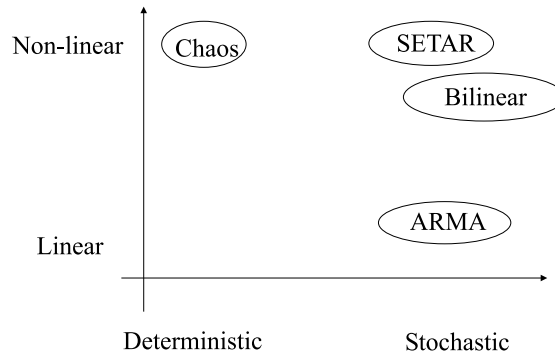 Non-linear
Chaos
SETAR
Bilinear
ARMA
Linear
Deterministic
Stochastic